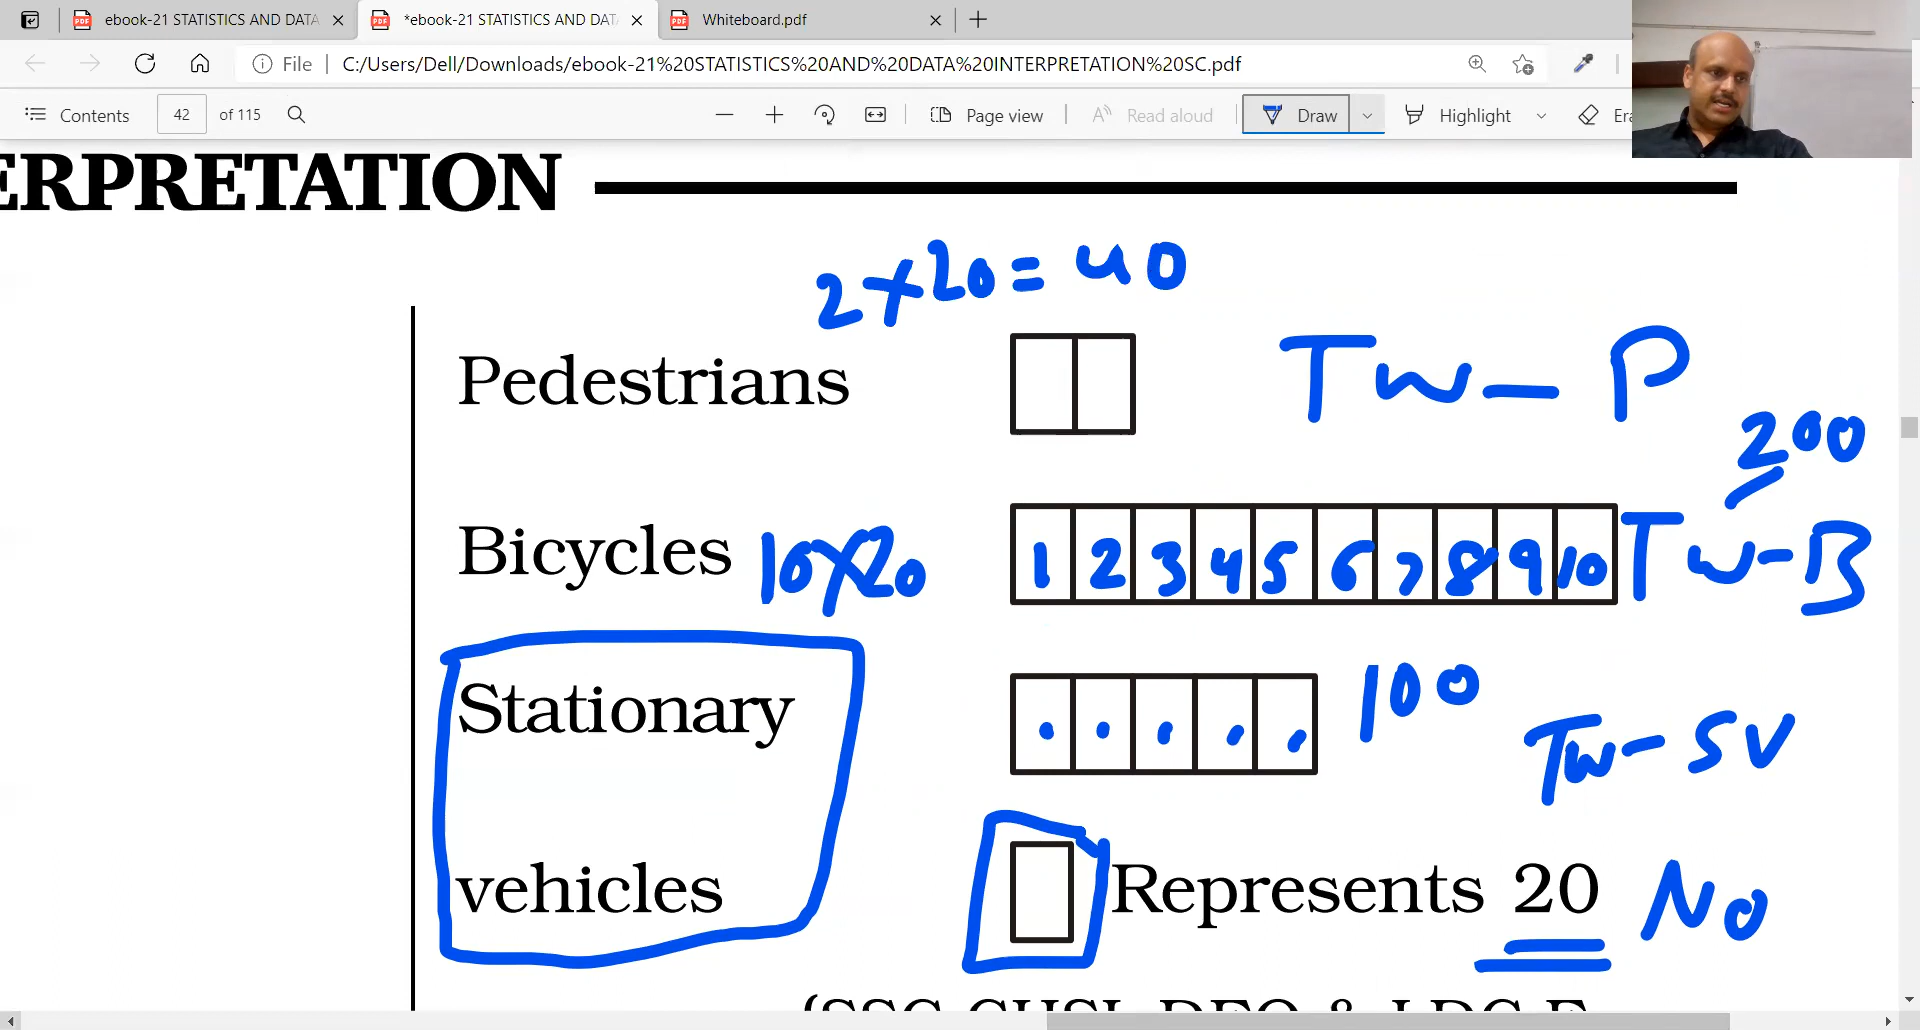 ebook-21 STATISTICS AND DATA
*ebook-21 STATISTICS AND DAT
Whiteboard.pdf
File C:/Users/Dell/Downloads/ebook-21%20STATISTICS%20AND%20DATA%20INTERPRETATION%20SC.pdf
Contents 42 of 115 Page view Read aloud Draw Highlight Era
ERPRETATION
2×20=40
Pedestrians Tw-P
200
Bicycles 10×20 1 2 3 4 5 6 7 8 9 10 Tw-B
Stationary 100 Tw-SV
vehicles Represents 20 No